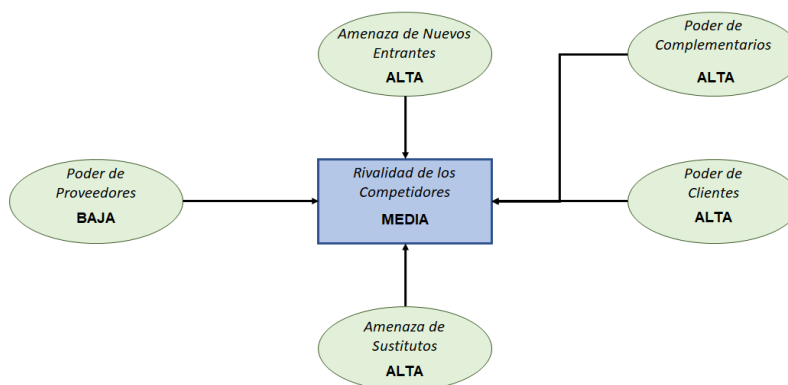 Amenaza de Nuevos
Entrantes
ALTA
Poder de
Complementarios
ALTA
Poder de
Proveedores
BAJA
Rivalidad de los
Competidores
MEDIA
Poder de
Clientes
ALTA
Amenaza de
Sustitutos
ALTA